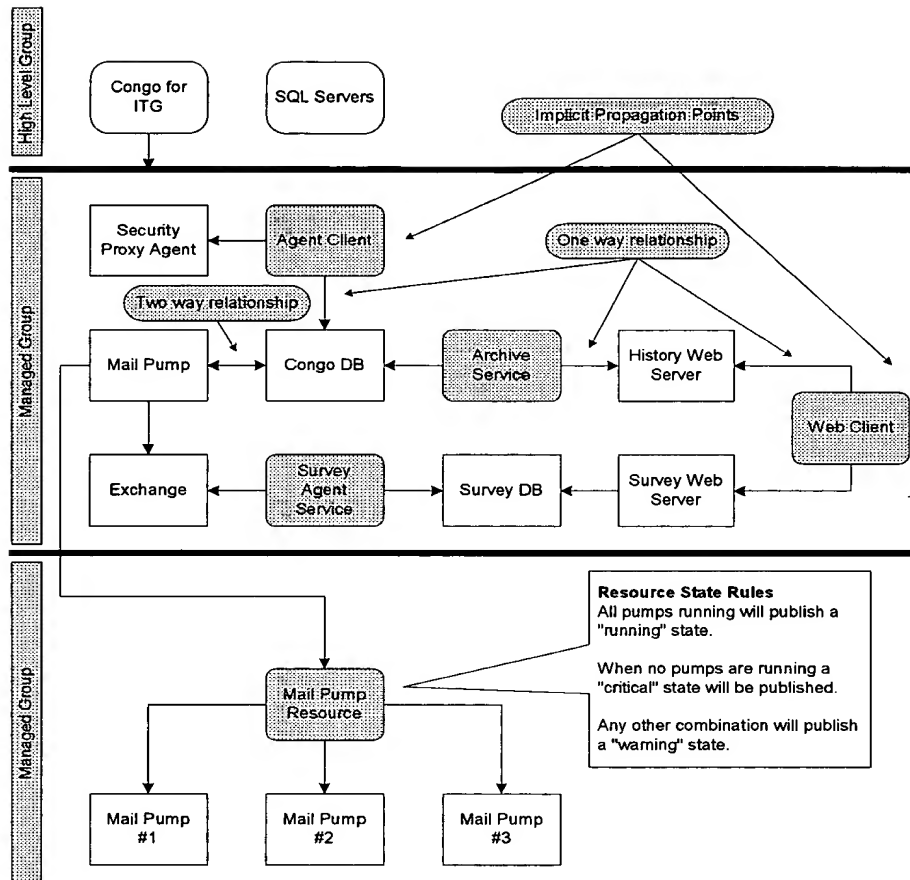 High Level Group
Congo for
ITG
SQL Servers
Implicit Propagation Points
Managed Group
Security
Proxy Agent
Agent Client
One way relationship
Two way relationship
Mail Pump
Congo DB
Archive
Service
History Web
Server
Web Client
Exchange
Survey
Agent
Service
Survey DB
Survey Web
Server
Managed Group
Resource State Rules
All pumps running will publish a
"running" state.
When no pumps are running a
"critical" state will be published.
Any other combination will publish
a "warning" state.
Mail Pump
Resource
Mail Pump
#1
Mail Pump
#2
Mail Pump
#3